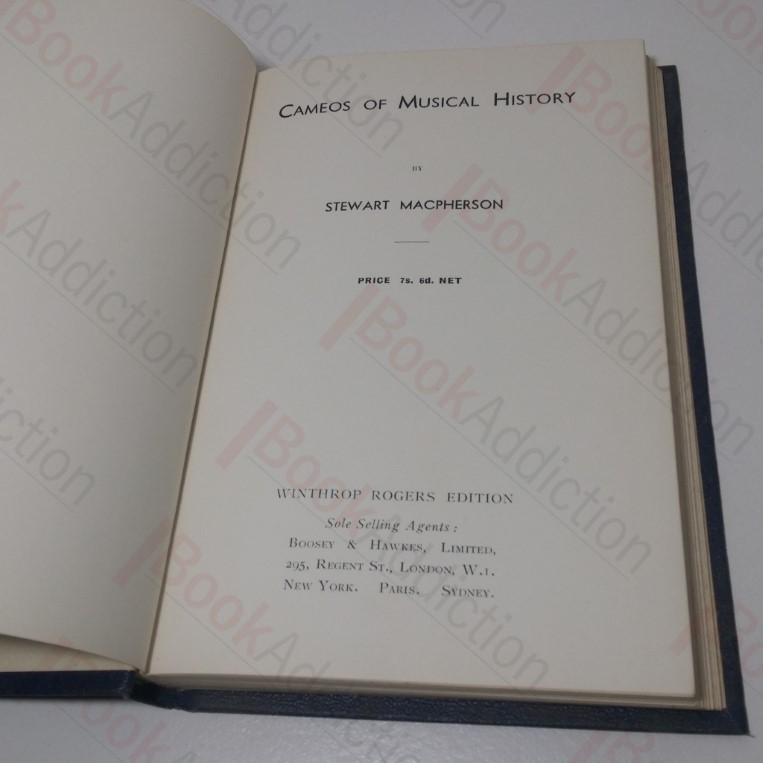 CAMEOS OF MUSICAL HISTORY
BY
STEWART MACPHERSON
PRICE 7s. 6d. NET
WINTHROP ROGERS EDITION
Sole Selling Agents :
BOOSEY & HAWKES, LIMITED,
295, REGENT ST., LONDON, W.1.
NEW YORK. PARIS. SYDNEY.
BookAddiction